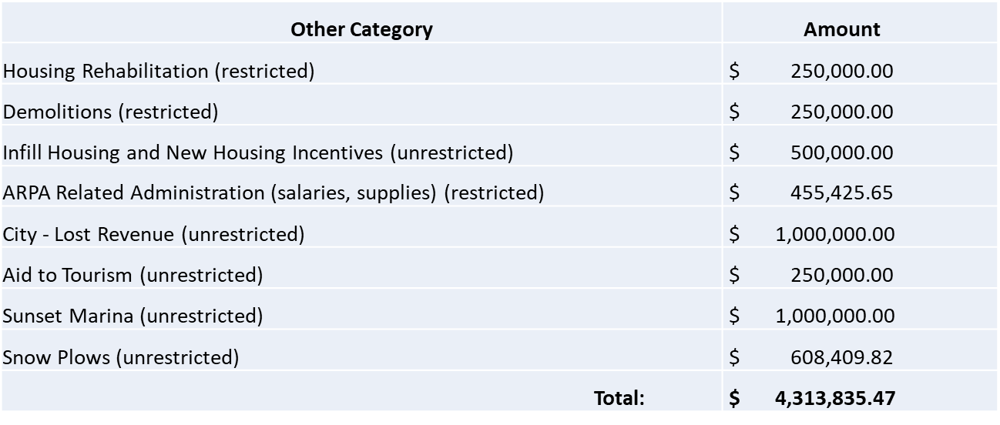 Other Category Amount
Housing Rehabilitation (restricted) $ 250,000.00
Demolitions (restricted) $ 250,000.00
Infill Housing and New Housing Incentives (unrestricted) $ 500,000.00
ARPA Related Administration (salaries, supplies) (restricted) $ 455,425.65
City - Lost Revenue (unrestricted) $ 1,000,000.00
Aid to Tourism (unrestricted) $ 250,000.00
Sunset Marina (unrestricted) $ 1,000,000.00
Snow Plows (unrestricted) $ 608,409.82
Total: $ 4,313,835.47